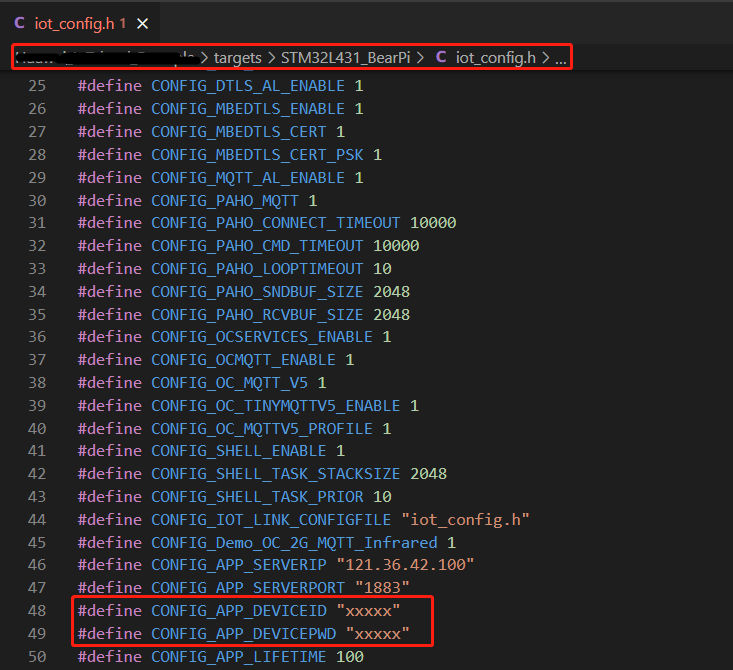 C iot_config.h 1 ×
> targets > STM32L431_BearPi > C iot_config.h > ...
25 #define CONFIG_DTLS_AL_ENABLE 1
26 #define CONFIG_MBEDTLS_ENABLE 1
27 #define CONFIG_MBEDTLS_CERT 1
28 #define CONFIG_MBEDTLS_CERT_PSK 1
29 #define CONFIG_MQTT_AL_ENABLE 1
30 #define CONFIG_PAHO_MQTT 1
31 #define CONFIG_PAHO_CONNECT_TIMEOUT 10000
32 #define CONFIG_PAHO_CMD_TIMEOUT 10000
33 #define CONFIG_PAHO_LOOPTIMEOUT 10
34 #define CONFIG_PAHO_SNDBUF_SIZE 2048
35 #define CONFIG_PAHO_RCVBUF_SIZE 2048
36 #define CONFIG_OCSERVICES_ENABLE 1
37 #define CONFIG_OCMQTT_ENABLE 1
38 #define CONFIG_OC_MQTT_V5 1
39 #define CONFIG_OC_TINYMQTTV5_ENABLE 1
40 #define CONFIG_OC_MQTTV5_PROFILE 1
41 #define CONFIG_SHELL_ENABLE 1
42 #define CONFIG_SHELL_TASK_STACKSIZE 2048
43 #define CONFIG_SHELL_TASK_PRIOR 10
44 #define CONFIG_IOT_LINK_CONFIGFILE "iot_config.h"
45 #define CONFIG_Demo_OC_2G_MQTT_Infrared 1
46 #define CONFIG_APP_SERVERIP "121.36.42.100"
47 #define CONFIG_APP_SERVERPORT "1883"
48 #define CONFIG_APP_DEVICEID "xxxxx"
49 #define CONFIG_APP_DEVICEPWD "xxxxx"
50 #define CONFIG_APP_LIFETIME 100